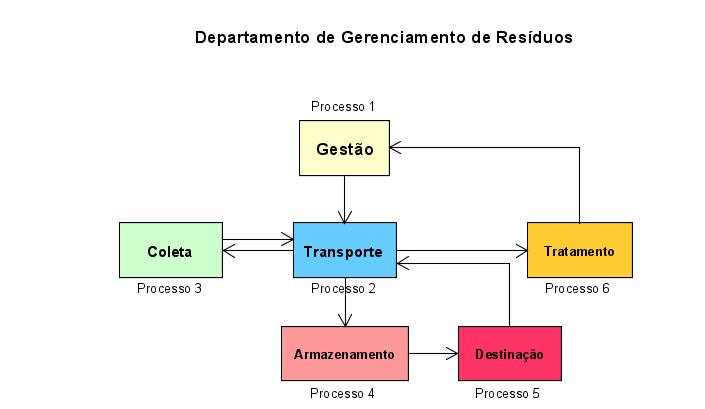 Departamento de Gerenciamento de Resíduos
Processo 1
Gestão
Coleta
Transporte
Tratamento
Processo 3
Processo 2
Processo 6
Armazenamento
Destinação
Processo 4
Processo 5